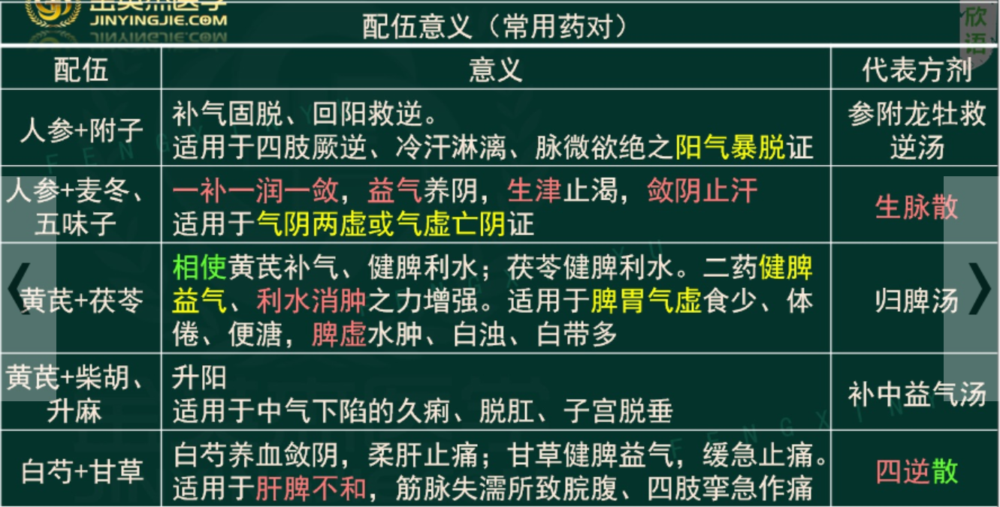 JINYINGJIE.COM
配伍意义（常用药对）
欣
语
配伍
意义
代表方剂
人参+附子
补气固脱、回阳救逆。
适用于四肢厥逆、冷汗淋漓、脉微欲绝之阳气暴脱证
参附龙牡救
逆汤
人参+麦冬、
五味子
一补一润一敛，益气养阴，生津止渴，敛阴止汗
适用于气阴两虚或气虚亡阴证
生脉散
黄芪+茯苓
相使黄芪补气、健脾利水；茯苓健脾利水。二药健脾
益气、利水消肿之力增强。适用于脾胃气虚食少、体
倦、便溏，脾虚水肿、白浊、白带多
归脾汤
黄芪+柴胡、
升麻
升阳
适用于中气下陷的久痢、脱肛、子宫脱垂
补中益气汤
白芍+甘草
白芍养血敛阴，柔肝止痛；甘草健脾益气，缓急止痛。
适用于肝脾不和，筋脉失濡所致脘腹、四肢挛急作痛
四逆散